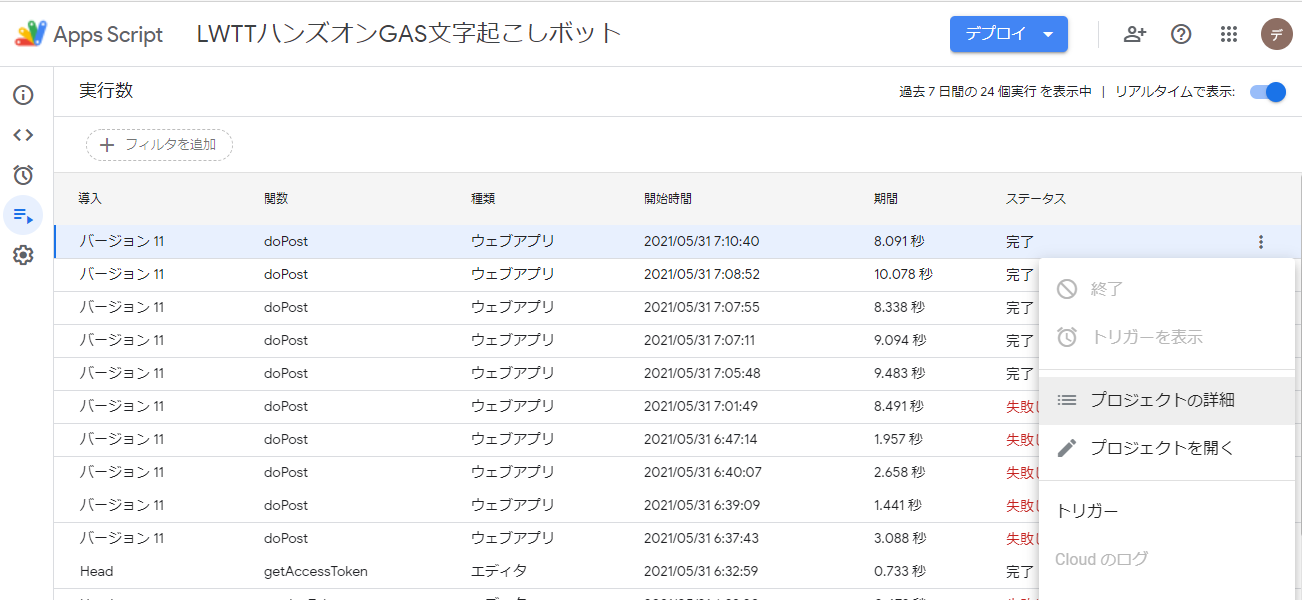 Apps Script LWTTハンズオンGAS文字起こしボット デプロイ デ
実行数 過去 7 日間の 24 個実行 を表示中 | リアルタイムで表示:
フィルタを追加
導入 関数 種類 開始時間 期間 ステータス
バージョン 11 doPost ウェブアプリ 2021/05/31 7:10:40 8.091 秒 完了
バージョン 11 doPost ウェブアプリ 2021/05/31 7:08:52 10.078 秒 完了
バージョン 11 doPost ウェブアプリ 2021/05/31 7:07:55 8.338 秒 完了
バージョン 11 doPost ウェブアプリ 2021/05/31 7:07:11 9.094 秒 完了
バージョン 11 doPost ウェブアプリ 2021/05/31 7:05:48 9.483 秒 完了
バージョン 11 doPost ウェブアプリ 2021/05/31 7:01:49 8.491 秒 失敗し
バージョン 11 doPost ウェブアプリ 2021/05/31 6:47:14 1.957 秒 失敗し
バージョン 11 doPost ウェブアプリ 2021/05/31 6:40:07 2.658 秒 失敗し
バージョン 11 doPost ウェブアプリ 2021/05/31 6:39:09 1.441 秒 失敗し
バージョン 11 doPost ウェブアプリ 2021/05/31 6:37:43 3.088 秒 失敗し
Head getAccessToken エディタ 2021/05/31 6:32:59 0.733 秒 完了
終了
トリガーを表示
プロジェクトの詳細
プロジェクトを開く
トリガー
Cloud のログ